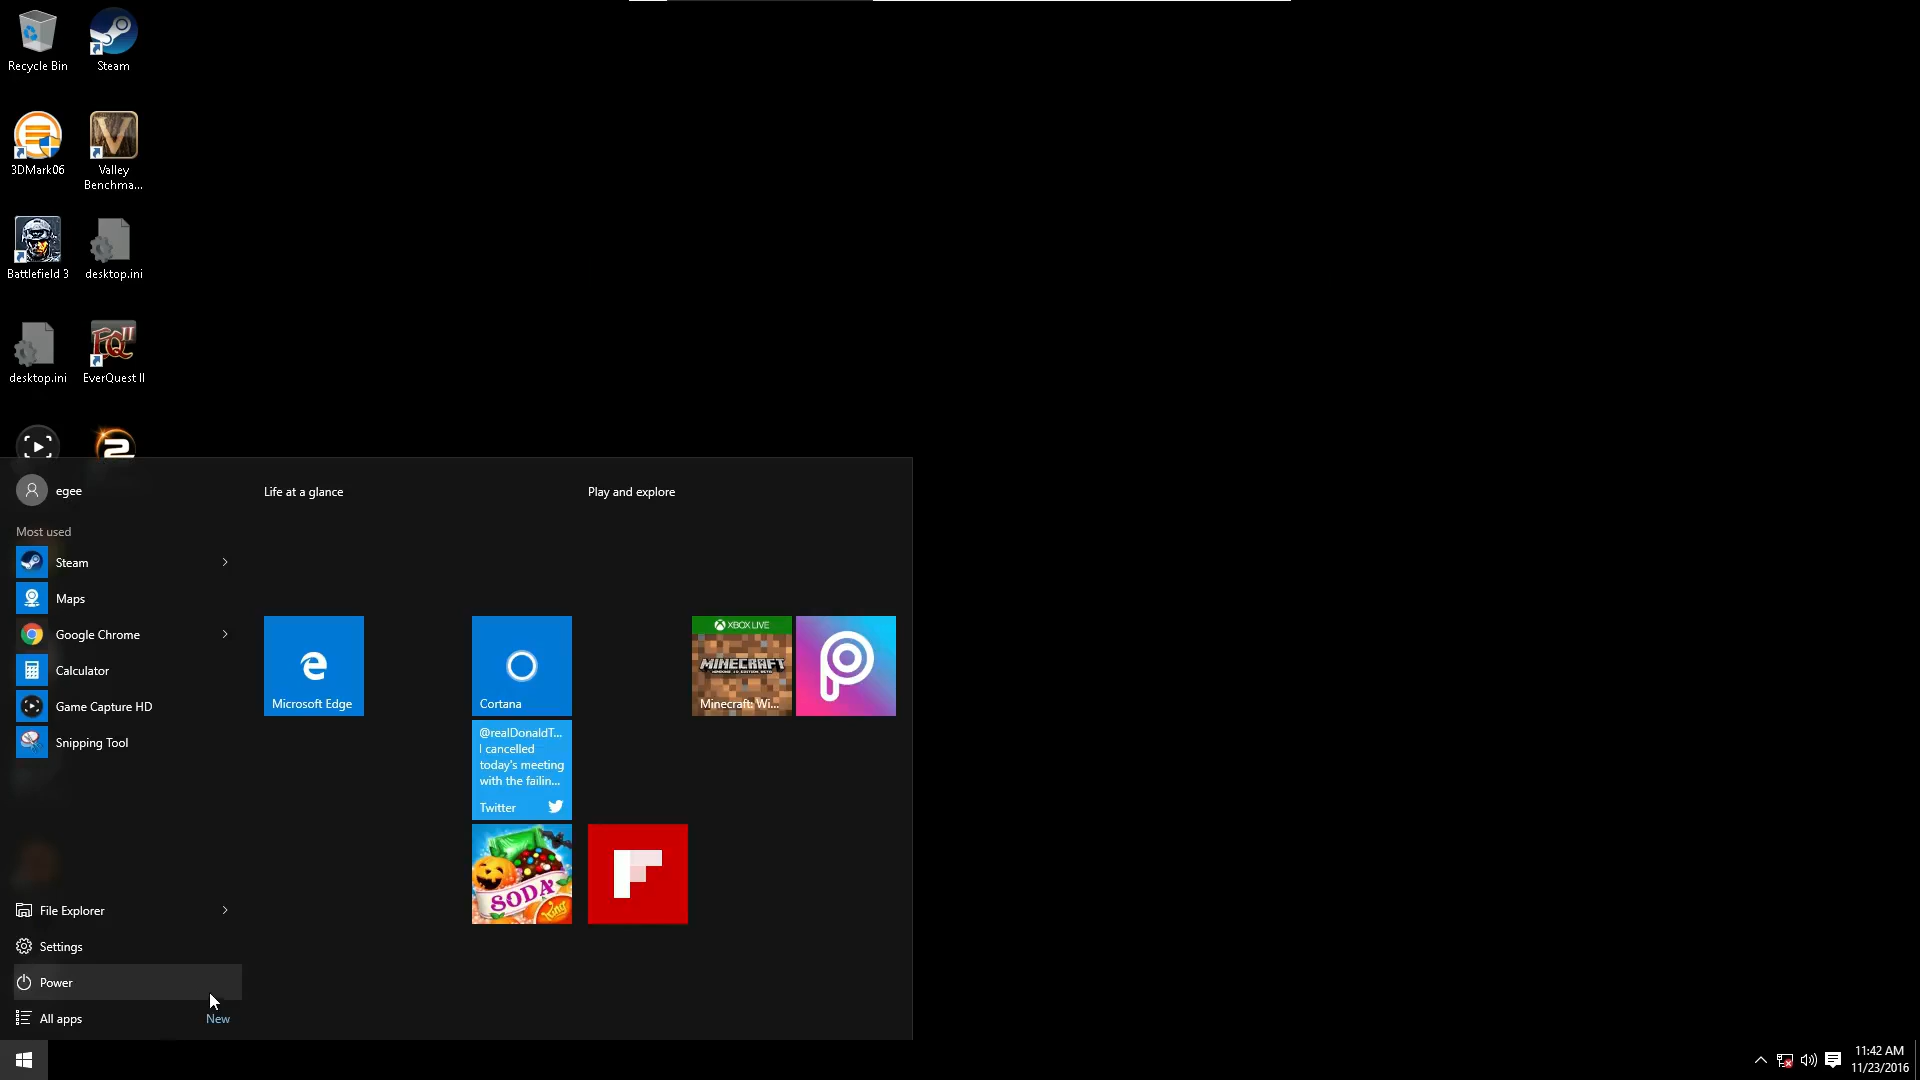 Recycle Bin
Steam
3DMark06
Valley
Benchma...
Battlefield 3
desktop.ini
desktop.ini
EverQuest II
2
egee
Life at a glance
Play and explore
Most used
Steam
Maps
Google Chrome
Calculator
Game Capture HD
Snipping Tool
Microsoft Edge
Cortana
XBOX LIVE
MINECRAFT
Minecraft: Wi...
@realDonaldT...
I cancelled
today's meeting
with the failin...
Twitter
SODA
King
File Explorer
Settings
Power
All apps
New
11:42 AM
11/23/2016